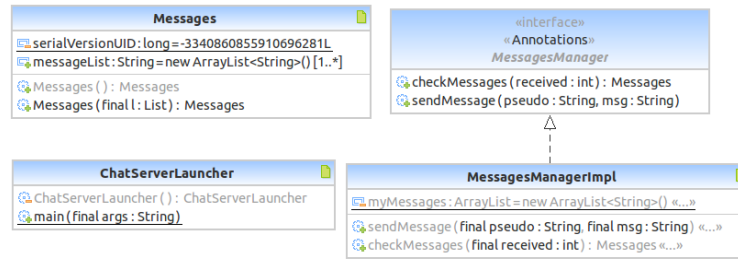 Messages
serialVersionUID : long = -3340860855910696281L
messageList : String = new ArrayList<String>() [1..*]
Messages ( ) : Messages
Messages ( final l : List ) : Messages
«interface»
«Annotations»
MessagesManager
checkMessages ( received : int ) : Messages
sendMessage ( pseudo : String, msg : String )
ChatServerLauncher
ChatServerLauncher ( ) : ChatServerLauncher
main ( final args : String )
MessagesManagerImpl
myMessages : ArrayList = new ArrayList<String>() «...»
sendMessage ( final pseudo : String, final msg : String ) «...»
checkMessages ( final received : int ) : Messages «...»